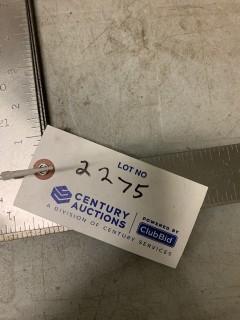 LOT NO
2275
CENTURY
AUCTIONS
A DIVISION OF CENTURY SERVICES
POWERED BY
ClubBid